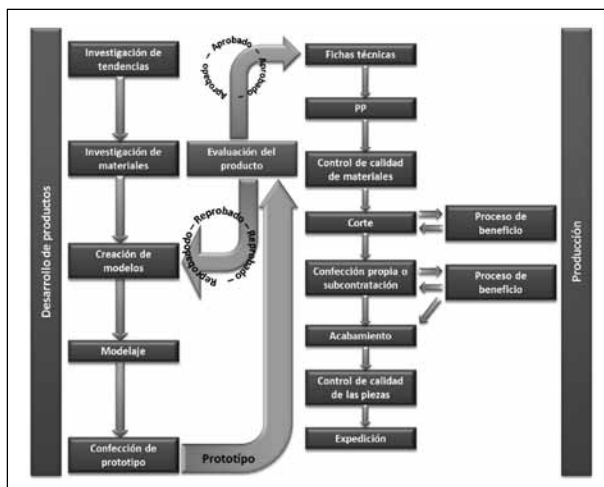 Desarrollo de productos
Investigación de
tendencias
Investigación de
materiales
Creación de
modelos
Modelaje
Confección de
prototipo
Prototipo
Evaluación del
producto
Aprobado – Aprobado – Aprobado –
Reprobadodo – Reprobado – Reprobado –
Fichas técnicas
PP
Control de calidad
de materiales
Corte
Proceso de
beneficio
Confección propia o
subcontratación
Proceso de
beneficio
Acabamiento
Control de calidad
de las piezas
Expedición
Producción